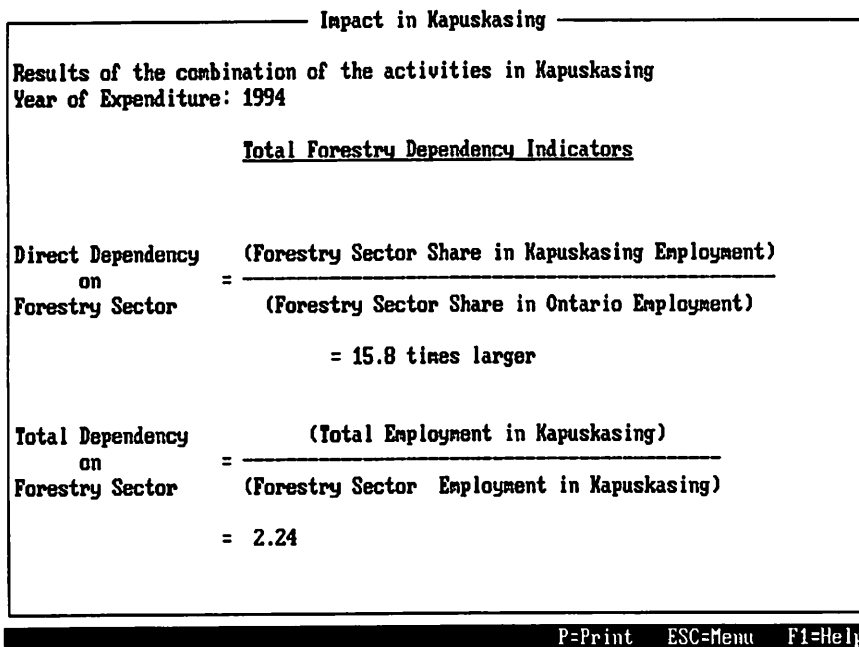 Impact in Kapuskasing
Results of the combination of the activities in Kapuskasing
Year of Expenditure: 1994
Total Forestry Dependency Indicators
Direct Dependency on Forestry Sector = (Forestry Sector Share in Kapuskasing Employment)
(Forestry Sector Share in Ontario Employment)
= 15.8 times larger
Total Dependency on Forestry Sector = (Total Employment in Kapuskasing)
(Forestry Sector Employment in Kapuskasing)
= 2.24
P=Print ESC=Menu F1=Help